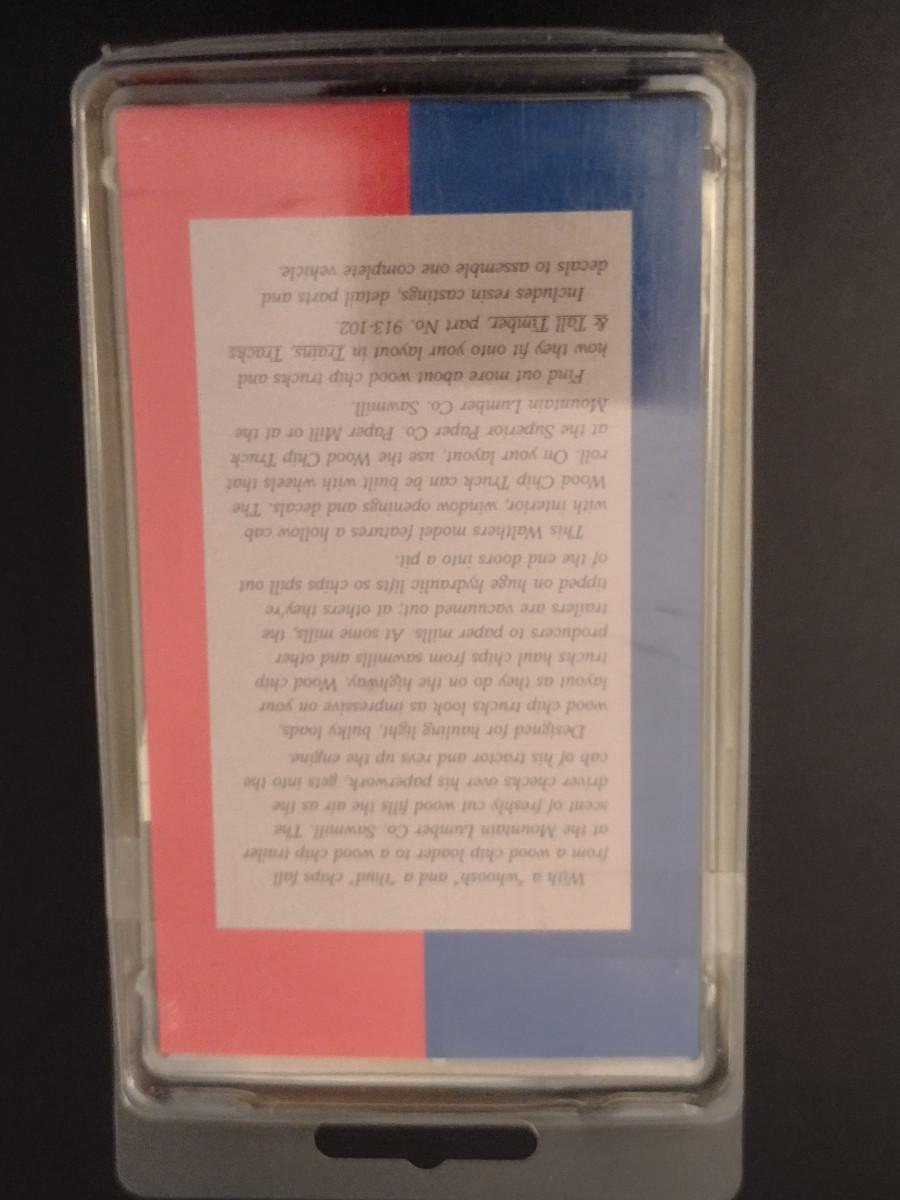 With a "whoosh" and a "thud" chips fall
from a wood chip loader to a wood chip trailer
at the Mountain Lumber Co. Sawmill. The
scent of freshly cut wood fills the air as the
driver checks over his paperwork, gets into the
cab of his tractor and revs up the engine.
Designed for hauling light, bulky loads,
wood chip trucks look as impressive on your
layout as they do on the highway. Wood chip
trucks haul chips from sawmills and other
producers to paper mills. At some mills, the
trailers are vacuumed out; at others they're
tipped on huge hydraulic lifts so chips spill out
of the end doors into a pit.
This Walthers model features a hollow cab
with interior, window openings and decals. The
Wood Chip Truck can be built with wheels that
roll. On your layout, use the Wood Chip Truck
at the Superior Paper Co. Paper Mill or at the
Mountain Lumber Co. Sawmill.
Find out more about wood chip trucks and
how they fit onto your layout in Trains, Tracks
& Tall Timber, part No. 913-102.
Includes resin castings, detail parts and
decals to assemble one complete vehicle.